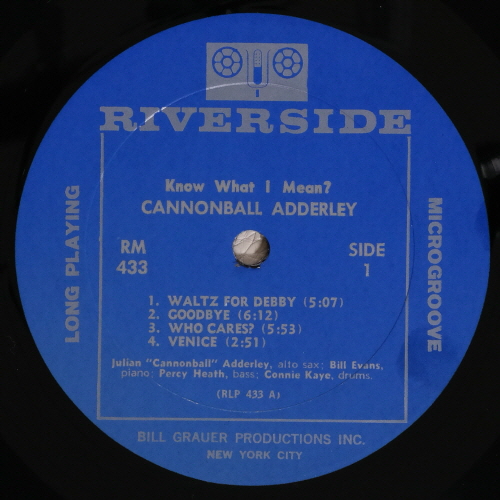 RIVERSIDE
Know What I Mean?
CANNONBALL ADDERLEY
RM
433
SIDE
1
LONG PLAYING
MICROGROOVE
1. WALTZ FOR DEBBY (5:07)
2. GOODBYE (6:12)
3. WHO CARES? (5:53)
4. VENICE (2:51)
Julian "Cannonball" Adderley, alto sax; Bill Evans,
piano; Percy Heath, bass; Connie Kaye, drums.
(RLP 433 A)
BILL GRAUER PRODUCTIONS INC.
NEW YORK CITY